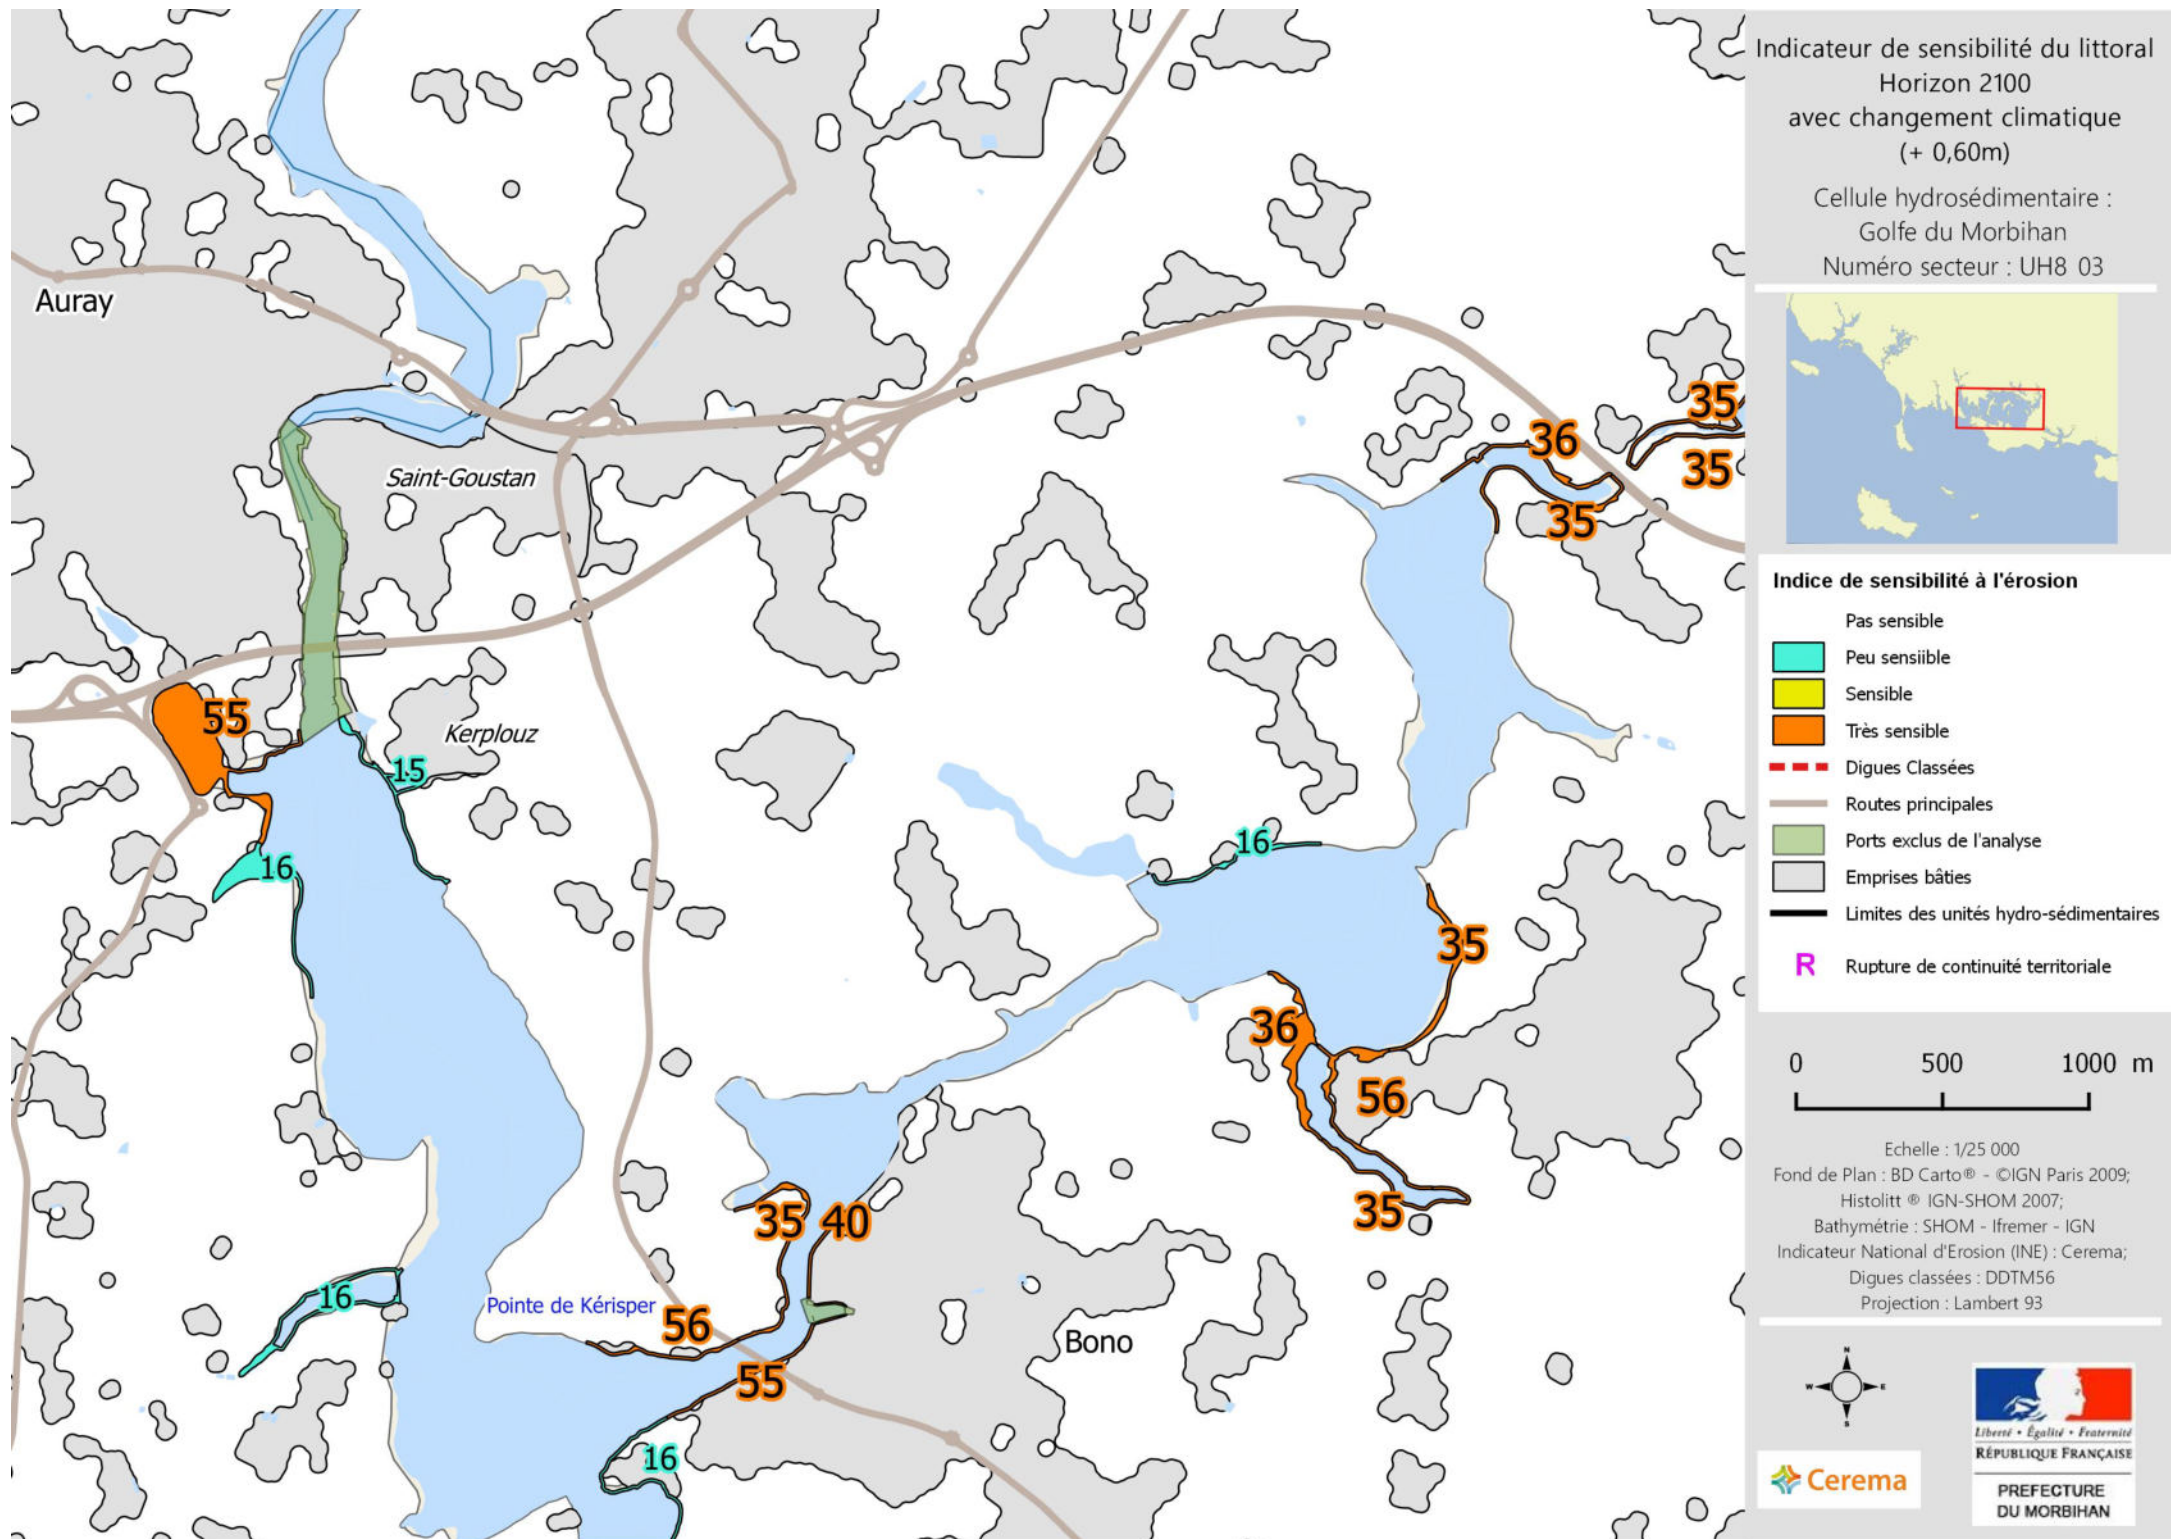 Auray
Saint-Goustan
Kerplouz
Pointe de Kérisper
Bono
35
36
35
35
55
15
16
16
35
36
56
35
35
40
16
56
55
16
Indicateur de sensibilité du littoral
Horizon 2100
avec changement climatique
(+ 0,60m)
Cellule hydrosédimentaire :
Golfe du Morbihan
Numéro secteur : UH8 03
Indice de sensibilité à l'érosion
Pas sensible
Peu sensiible
Sensible
Très sensible
Digues Classées
Routes principales
Ports exclus de l'analyse
Emprises bâties
Limites des unités hydro-sédimentaires
R Rupture de continuité territoriale
0 500 1000 m
Echelle : 1/25 000
Fond de Plan : BD Carto® - ©IGN Paris 2009;
Histolitt ® IGN-SHOM 2007;
Bathymétrie : SHOM - Ifremer - IGN
Indicateur National d'Erosion (INE) : Cerema;
Digues classées : DDTM56
Projection : Lambert 93
N
W E
S
Cerema
Liberté • Égalité • Fraternité
RÉPUBLIQUE FRANÇAISE
PREFECTURE
DU MORBIHAN